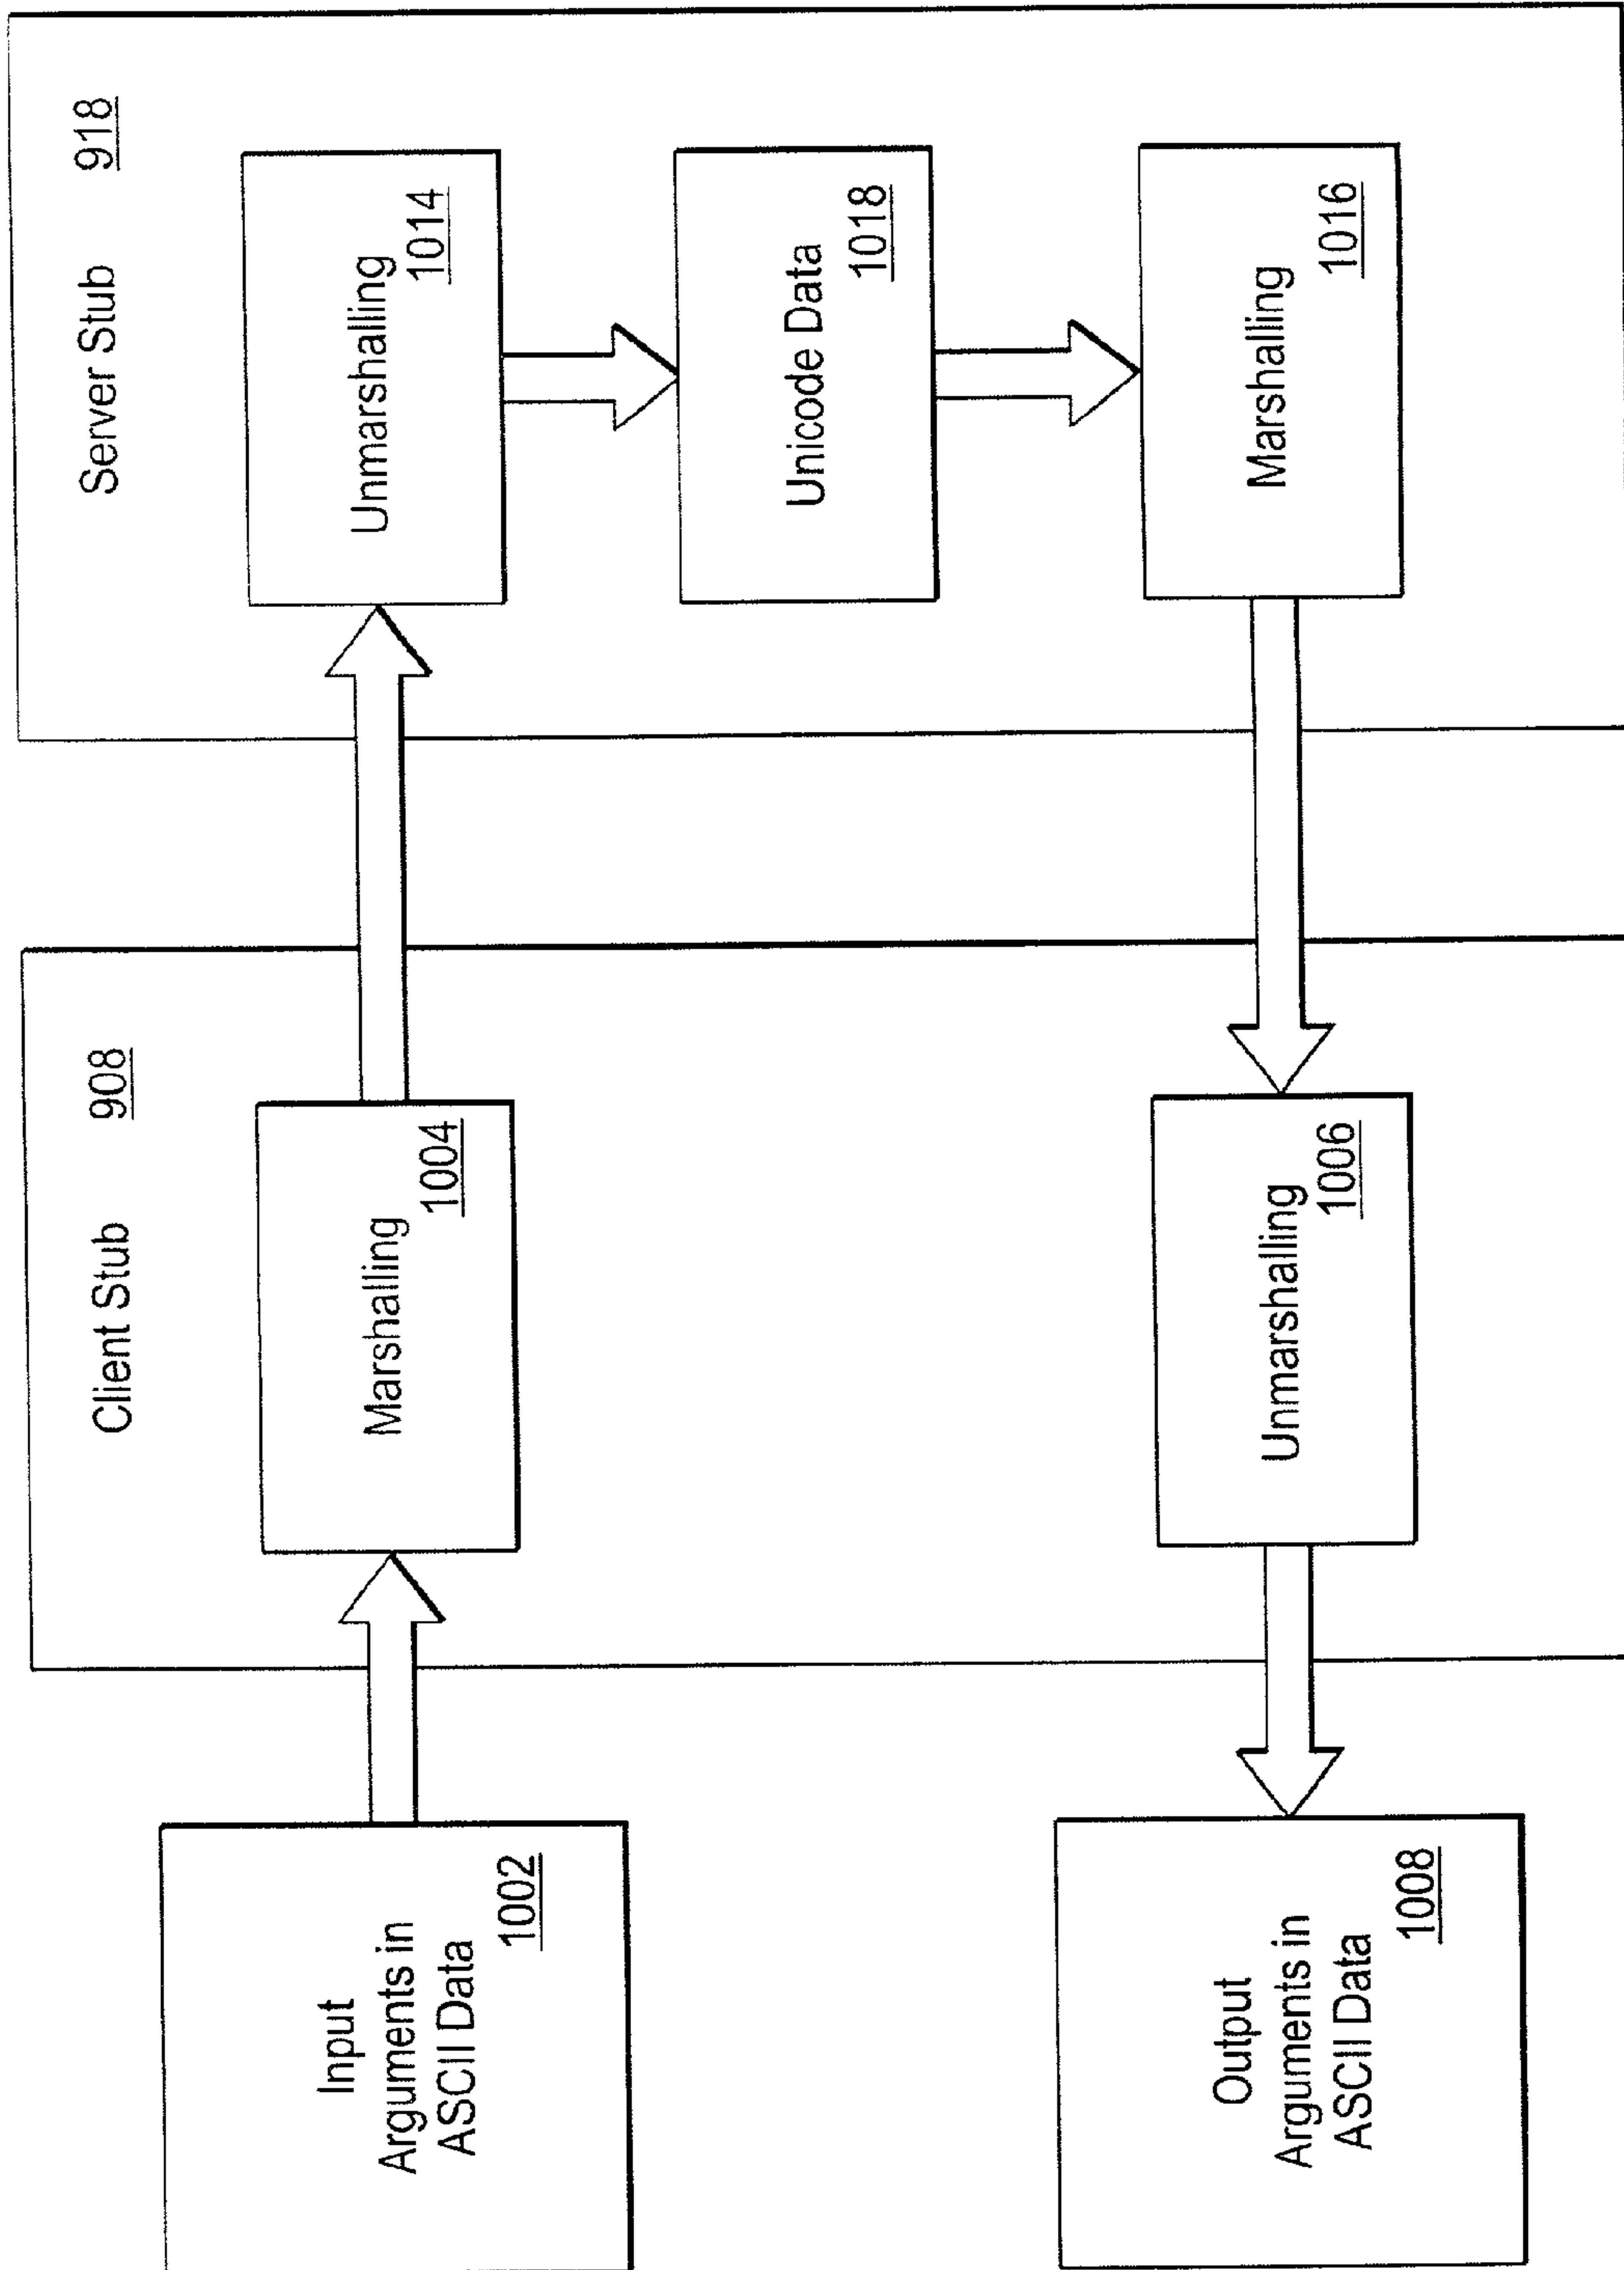 Input
Arguments in
ASCII Data
1002
Output
Arguments in
ASCII Data
1008
Client Stub 908
Marshalling
1004
Unmarshalling
1006
Server Stub 918
Unmarshalling
1014
Unicode Data
1018
Marshalling
1016